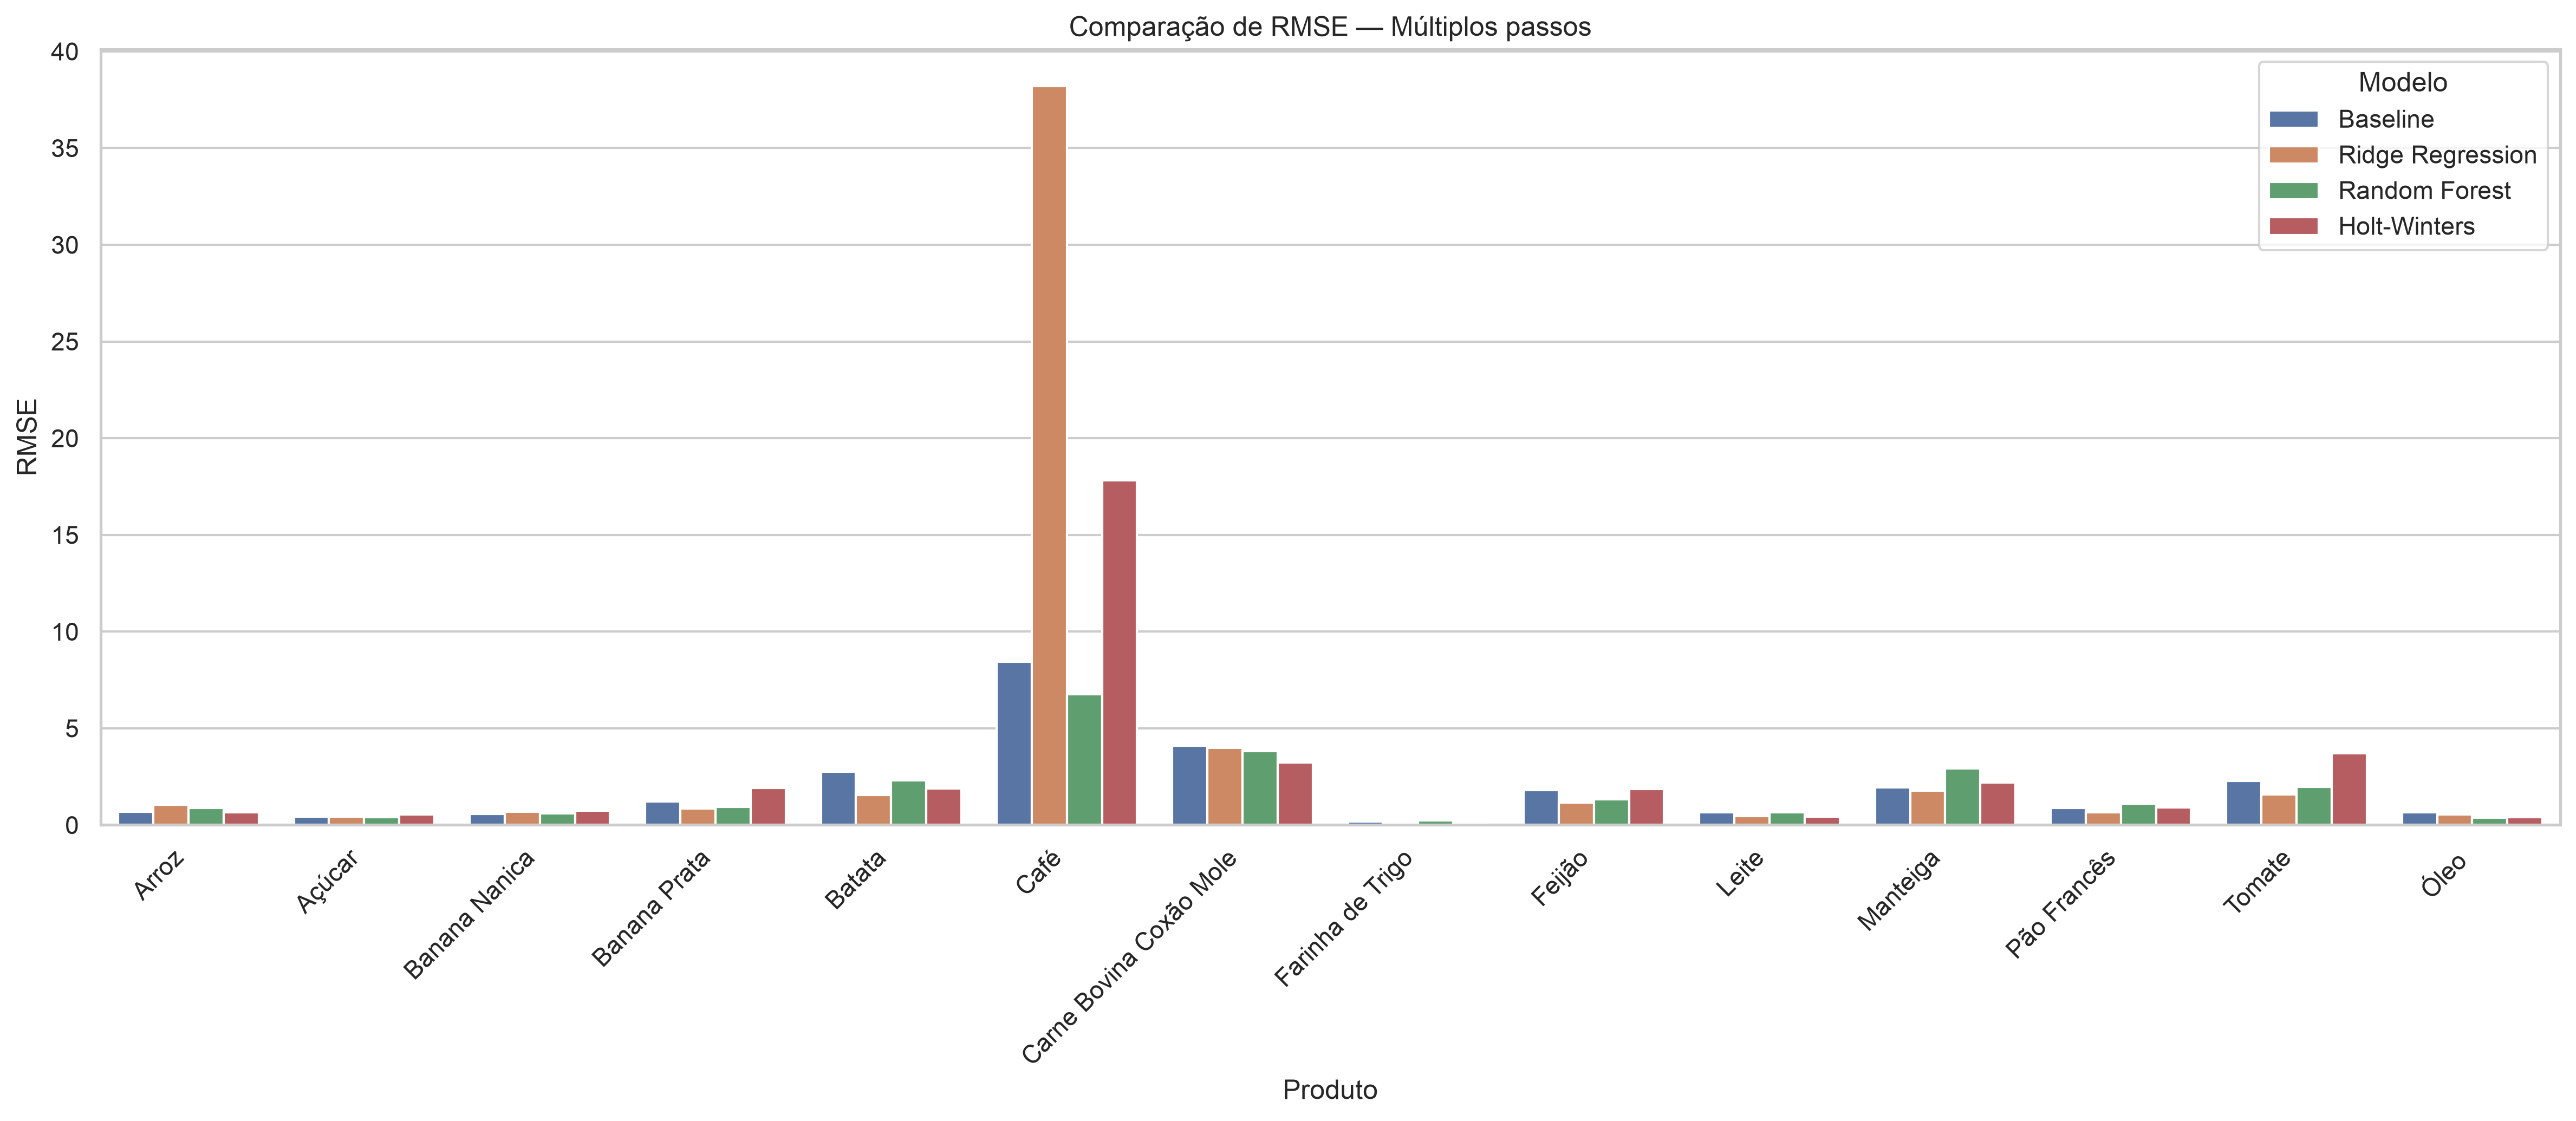 Comparação de RMSE — Múltiplos passos
40
35
30
25
20
15
10
5
0
RMSE
Modelo
Baseline
Ridge Regression
Random Forest
Holt-Winters
Arroz
Açúcar
Banana Nanica
Banana Prata
Batata
Café
Carne Bovina Coxão Mole
Farinha de Trigo
Feijão
Leite
Manteiga
Pão Francês
Tomate
Óleo
Produto